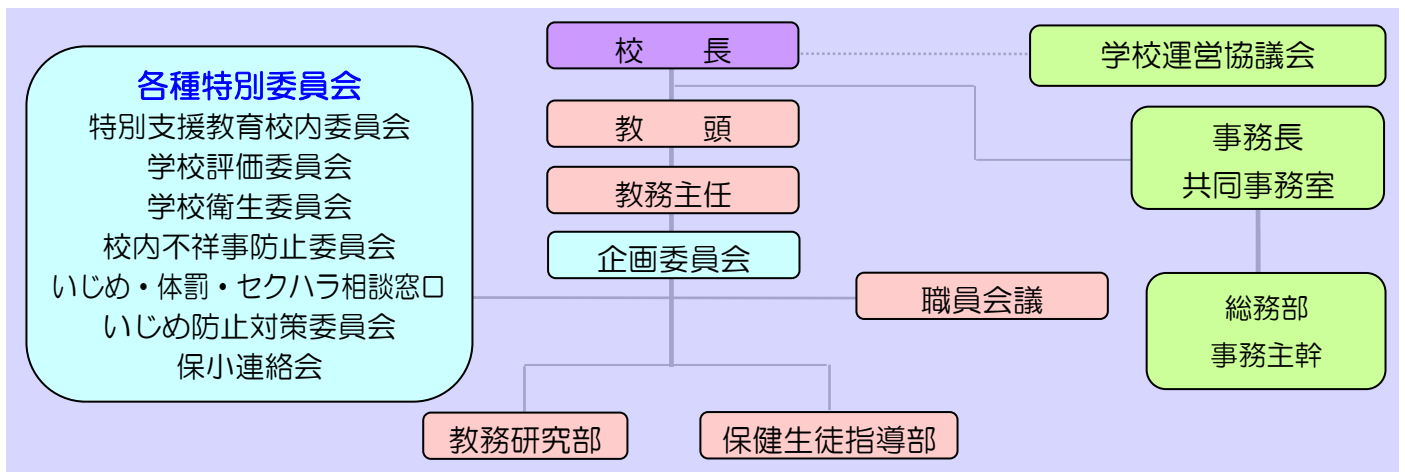 校　　長
学校運営協議会
各種特別委員会
特別支援教育校内委員会
学校評価委員会
学校衛生委員会
校内不祥事防止委員会
いじめ・体罰・セクハラ相談窓口
いじめ防止対策委員会
保小連絡会
教　　頭
教務主任
企画委員会
職員会議
事務長
共同事務室
総務部
事務主幹
教務研究部
保健生徒指導部